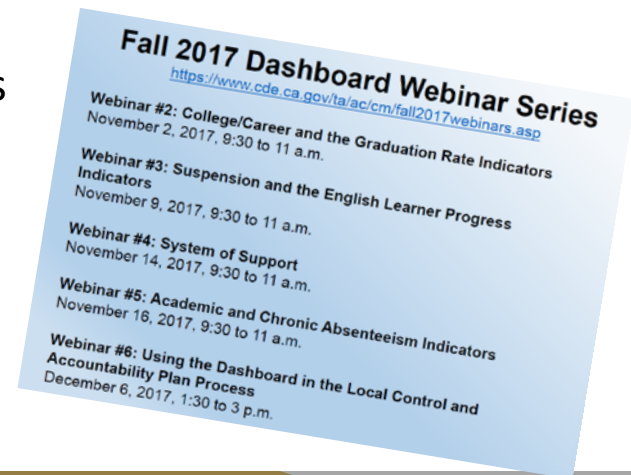 s
Fall 2017 Dashboard Webinar Series
https://www.cde.ca.gov/ta/ac/cm/fall2017webinars.asp
Webinar #2: College/Career and the Graduation Rate Indicators
November 2, 2017, 9:30 to 11 a.m.
Webinar #3: Suspension and the English Learner Progress
Indicators
November 9, 2017, 9:30 to 11 a.m.
Webinar #4: System of Support
November 14, 2017, 9:30 to 11 a.m.
Webinar #5: Academic and Chronic Absenteeism Indicators
November 16, 2017, 9:30 to 11 a.m.
Webinar #6: Using the Dashboard in the Local Control and
Accountability Plan Process
December 6, 2017, 1:30 to 3 p.m.